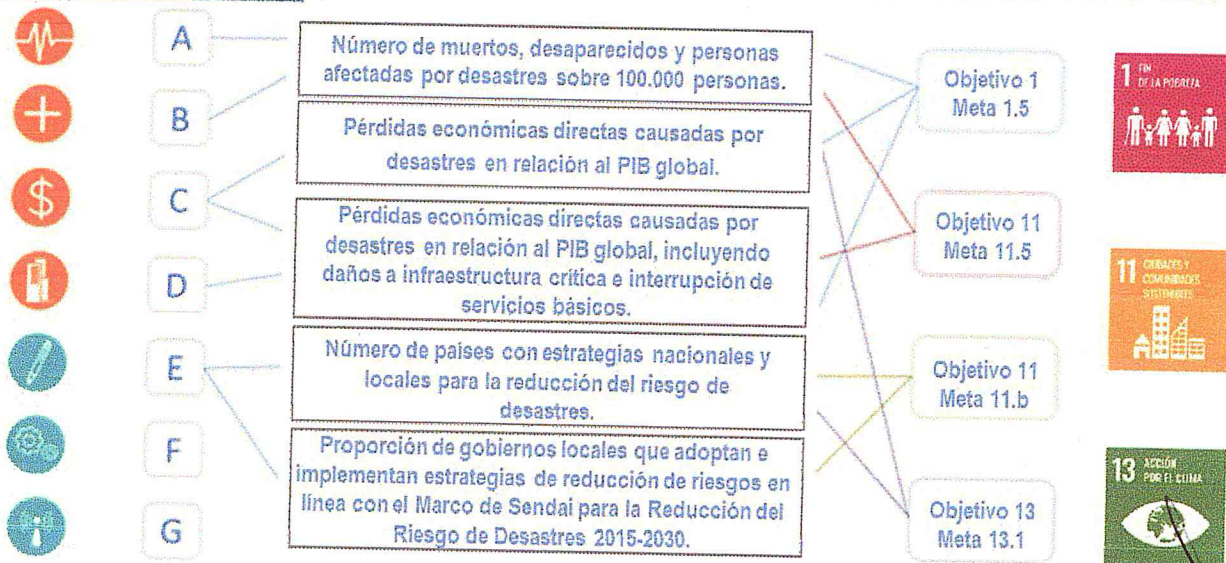 A
B
C
D
E
F
G
Número de muertos, desaparecidos y personas
afectadas por desastres sobre 100.000 personas.
Pérdidas económicas directas causadas por
desastres en relación al PIB global.
Pérdidas económicas directas causadas por
desastres en relación al PIB global, incluyendo
daños a infraestructura crítica e interrupción de
servicios básicos.
Número de países con estrategias nacionales y
locales para la reducción del riesgo de
desastres.
Proporción de gobiernos locales que adoptan e
implementan estrategias de reducción de riesgos en
línea con el Marco de Sendai para la Reducción del
Riesgo de Desastres 2015-2030.
Objetivo 1
Meta 1.5
Objetivo 11
Meta 11.5
Objetivo 11
Meta 11.b
Objetivo 13
Meta 13.1
1 FIN
DE LA POBREZA
11 CIUDADES Y
COMUNIDADES
SOSTENIBLES
13 ACCIÓN
POR EL CLIMA